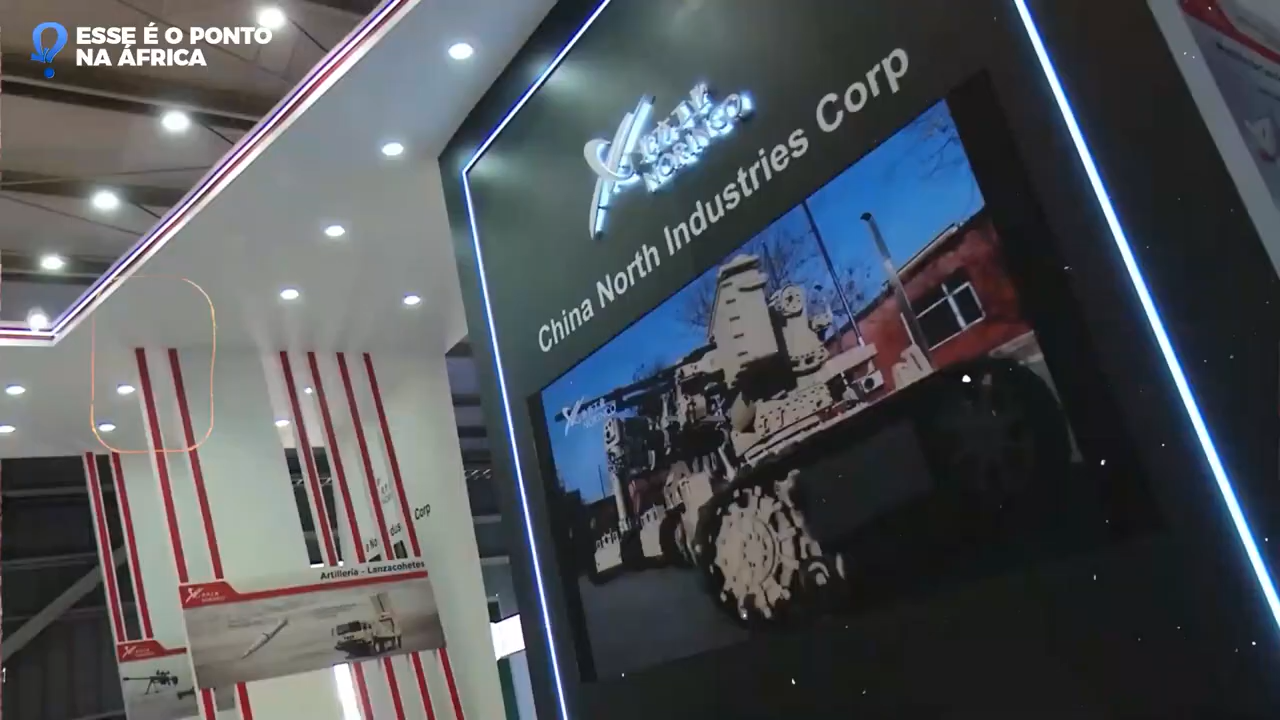 ESSE É O PONTO
NA ÁFRICA
NORINCO
China North Industries Corp
Corp
Artillería - Lanzacohetes